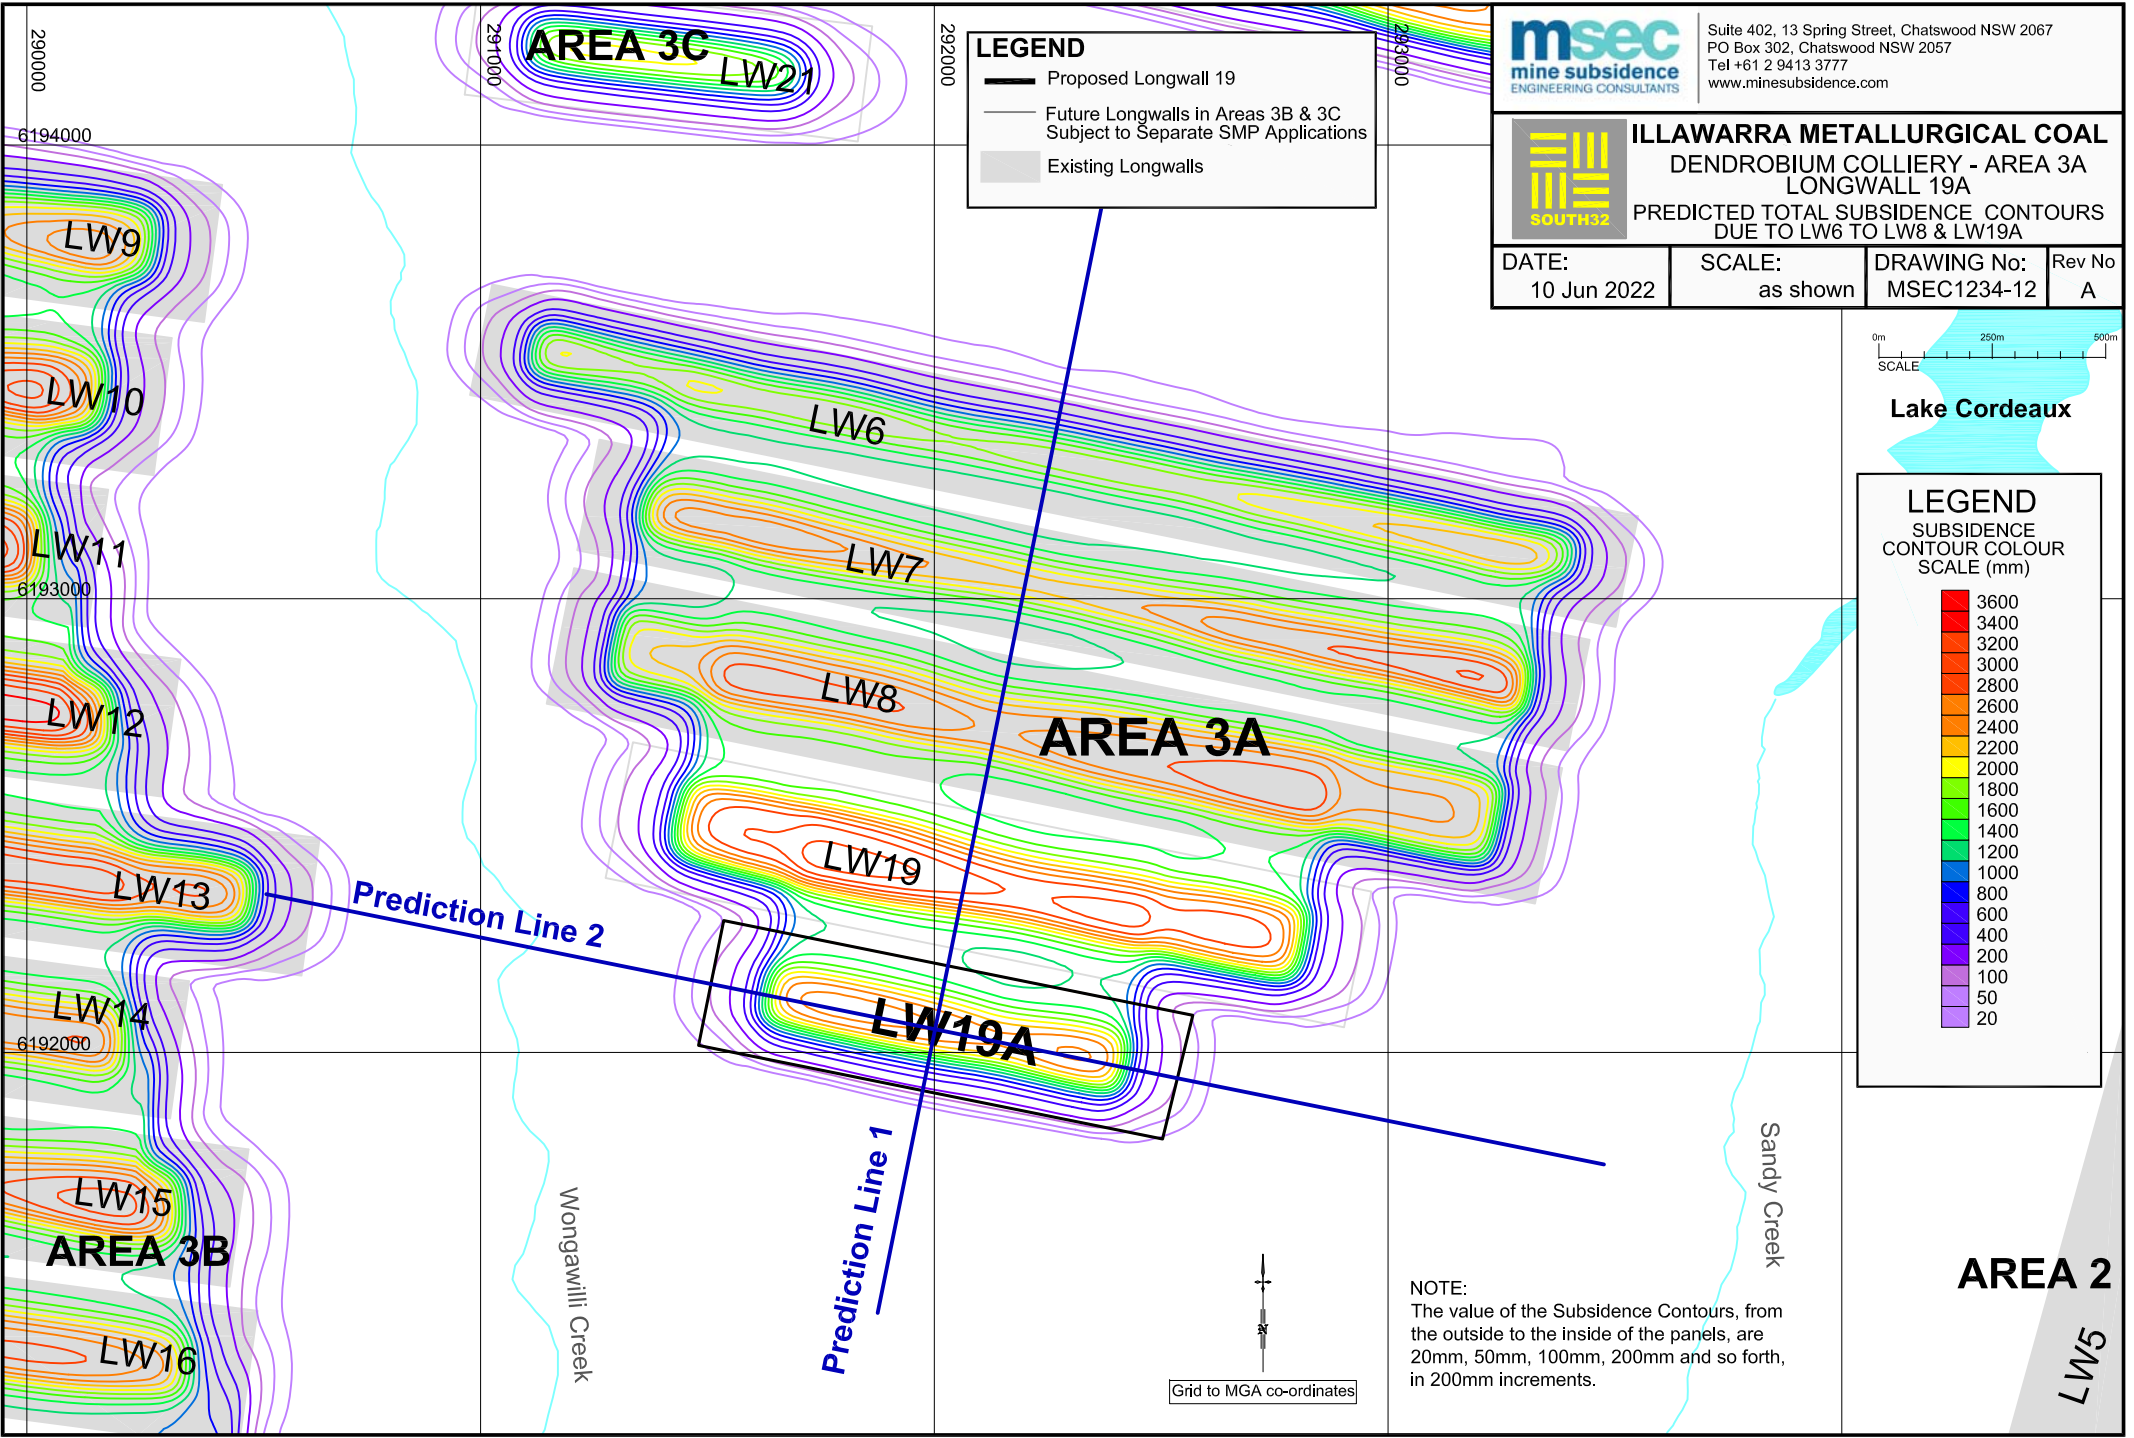 AREA 3C
LW21
290000
291000
292000
293000
6194000
6193000
6192000
LEGEND
Proposed Longwall 19
Future Longwalls in Areas 3B & 3C
Subject to Separate SMP Applications
Existing Longwalls
msec
mine subsidence
ENGINEERING CONSULTANTS
Suite 402, 13 Spring Street, Chatswood NSW 2067
PO Box 302, Chatswood NSW 2057
Tel +61 2 9413 3777
www.minesubsidence.com
SOUTH32
ILLAWARRA METALLURGICAL COAL
DENDROBIUM COLLIERY - AREA 3A
LONGWALL 19A
PREDICTED TOTAL SUBSIDENCE CONTOURS
DUE TO LW6 TO LW8 & LW19A
DATE:
10 Jun 2022
SCALE:
as shown
DRAWING No:
MSEC1234-12
Rev No
A
0m
250m
500m
SCALE
Lake Cordeaux
LEGEND
SUBSIDENCE
CONTOUR COLOUR
SCALE (mm)
3600
3400
3200
3000
2800
2600
2400
2200
2000
1800
1600
1400
1200
1000
800
600
400
200
100
50
20
LW9
LW10
LW11
LW12
LW13
LW14
LW15
AREA 3B
LW16
LW6
LW7
LW8
AREA 3A
LW19
LW19A
Prediction Line 2
Prediction Line 1
Wongawilli Creek
Sandy Creek
AREA 2
LW5
N
Grid to MGA co-ordinates
NOTE:
The value of the Subsidence Contours, from
the outside to the inside of the panels, are
20mm, 50mm, 100mm, 200mm and so forth,
in 200mm increments.